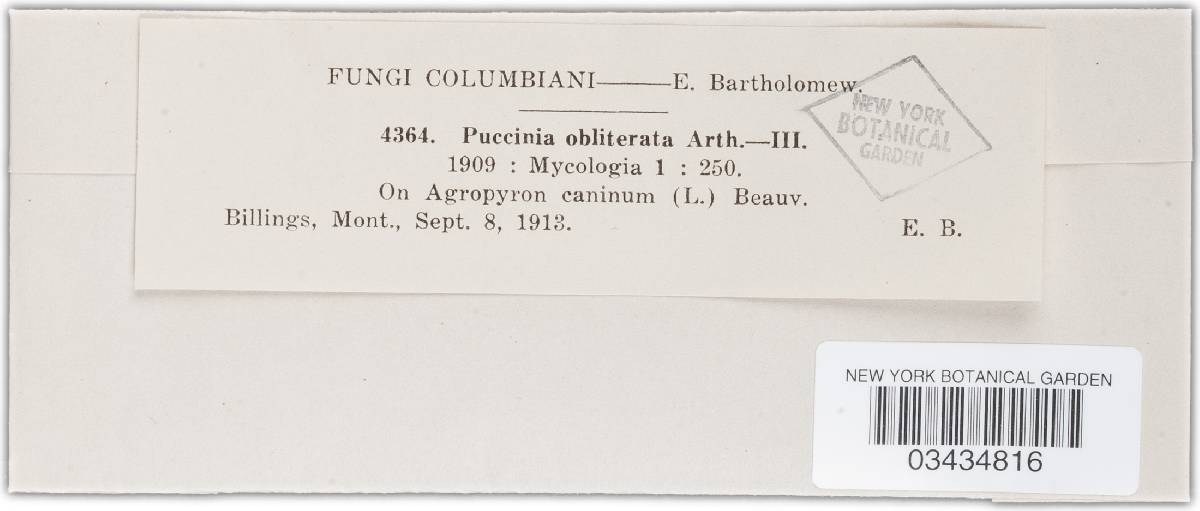 FUNGI COLUMBIANI———E. Bartholomew.
4364. Puccinia obliterata Arth.—III.
1909 : Mycologia 1 : 250.
On Agropyron caninum (L.) Beauv.
Billings, Mont., Sept. 8, 1913. E. B.
NEW YORK
BOTANICAL
GARDEN
NEW YORK BOTANICAL GARDEN
03434816